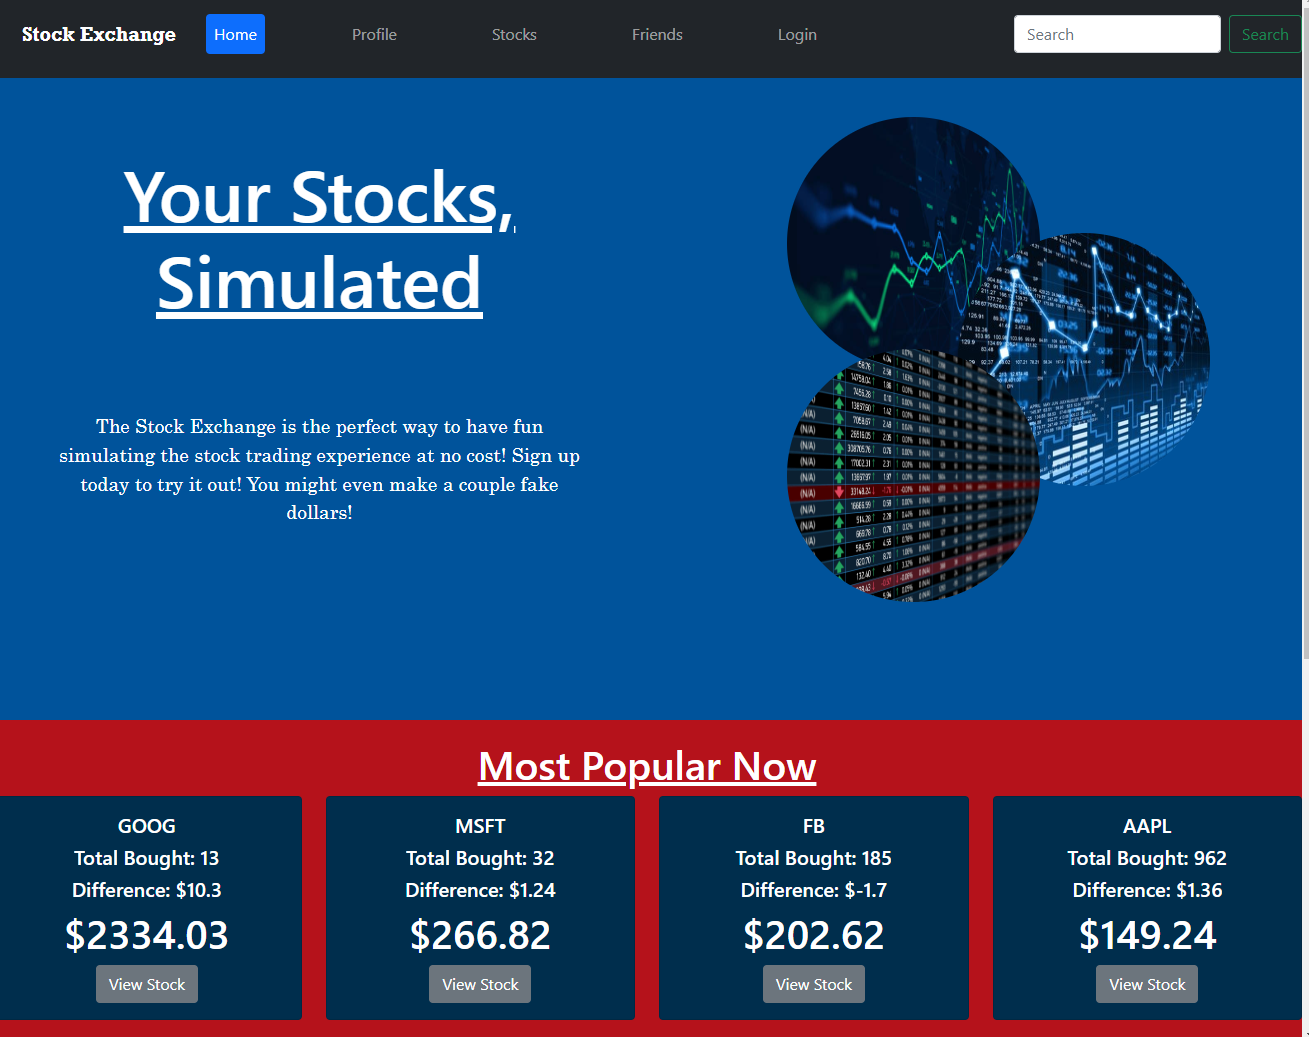 Stock Exchange Home Profile Stocks Friends Login Search Search
Your Stocks,
Simulated
The Stock Exchange is the perfect way to have fun
simulating the stock trading experience at no cost! Sign up
today to try it out! You might even make a couple fake
dollars!
Most Popular Now
GOOG
Total Bought: 13
Difference: $10.3
$2334.03
View Stock
MSFT
Total Bought: 32
Difference: $1.24
$266.82
View Stock
FB
Total Bought: 185
Difference: $-1.7
$202.62
View Stock
AAPL
Total Bought: 962
Difference: $1.36
$149.24
View Stock